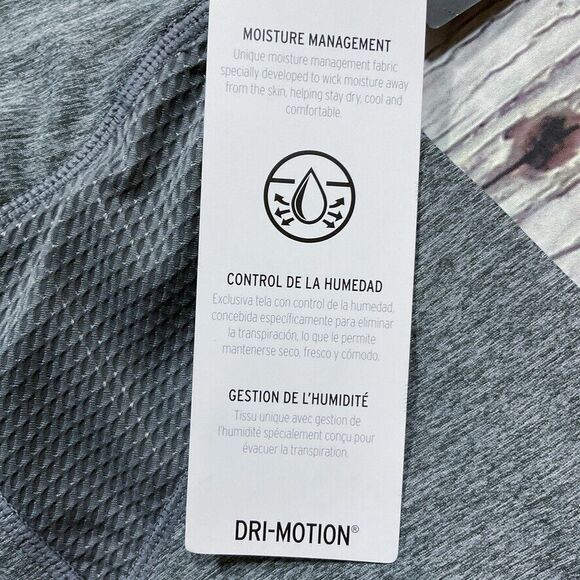 MOISTURE MANAGEMENT
Unique moisture management fabric
specially developed to wick moisture away
from the skin, helping stay dry, cool and
comfortable.
CONTROL DE LA HUMEDAD
Exclusiva tela con control de la humedad,
concebida específicamente para eliminar
la transpiración, lo que le permite
mantenerse seco, fresco y cómodo.
GESTION DE L'HUMIDITÉ
Tissu unique avec gestion de
l'humidité spécialement conçu pour
évacuer la transpiration.
DRI-MOTION®